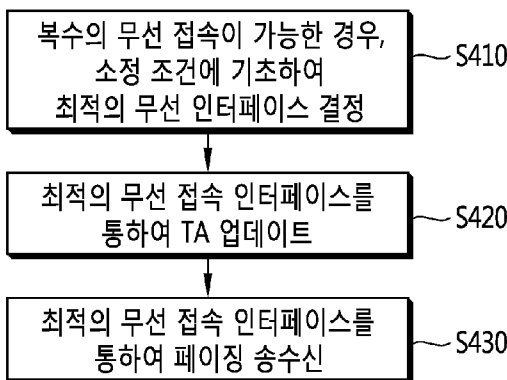 복수의 무선 접속이 가능한 경우,
소정 조건에 기초하여
최적의 무선 인터페이스 결정
S410
최적의 무선 접속 인터페이스를
통하여 TA 업데이트
S420
최적의 무선 접속 인터페이스를
통하여 페이징 송수신
S430